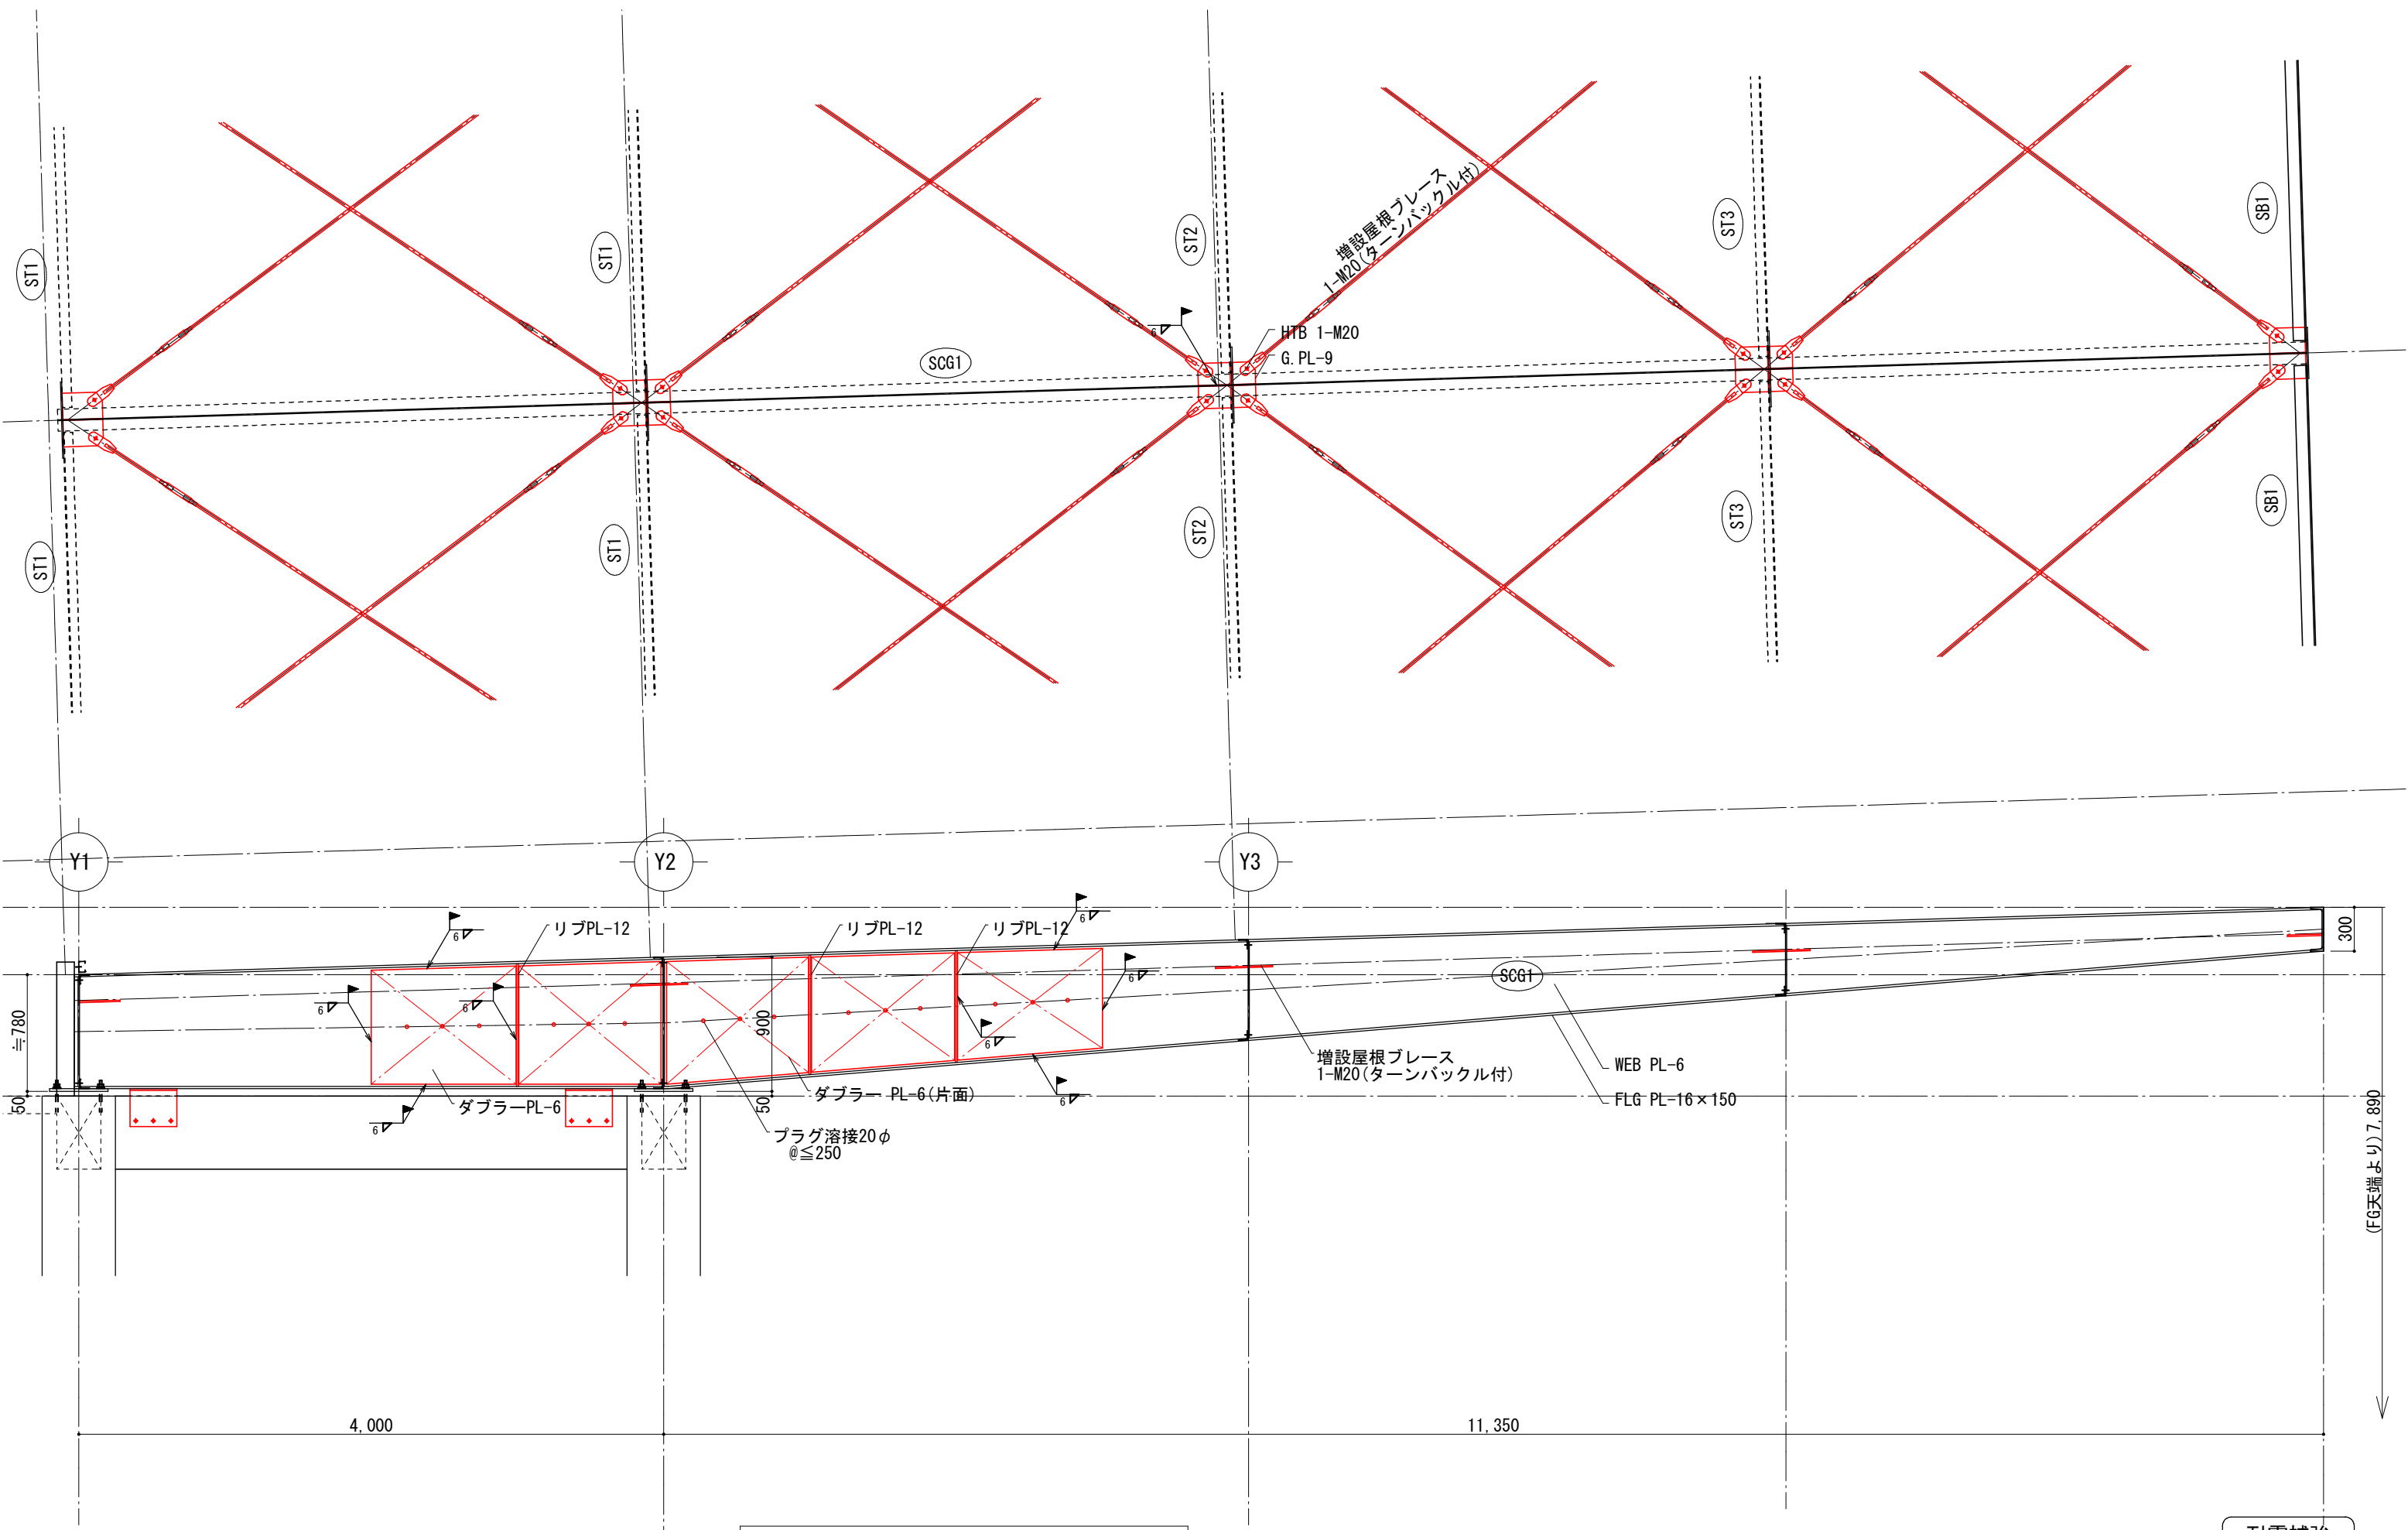 ST1
ST1
ST2
ST3
SB1
増設屋根ブレース
1-M20(ターンバックル付)
6
HTB 1-M20
G.PL-9
SCG1
ST1
ST1
ST2
ST3
SB1
Y1
Y2
Y3
6
リブPL-12
リブPL-12
リブPL-12
6
300
6
6
6
SCG1
≒780
900
6
増設屋根ブレース
1-M20(ターンバックル付)
WEB PL-6
FLG PL-16×150
50
ダブラーPL-6
50
ダブラー PL-6(片面)
6
6
プラグ溶接20φ
@≦250
(FG天端より)7,890
4,000
11,350